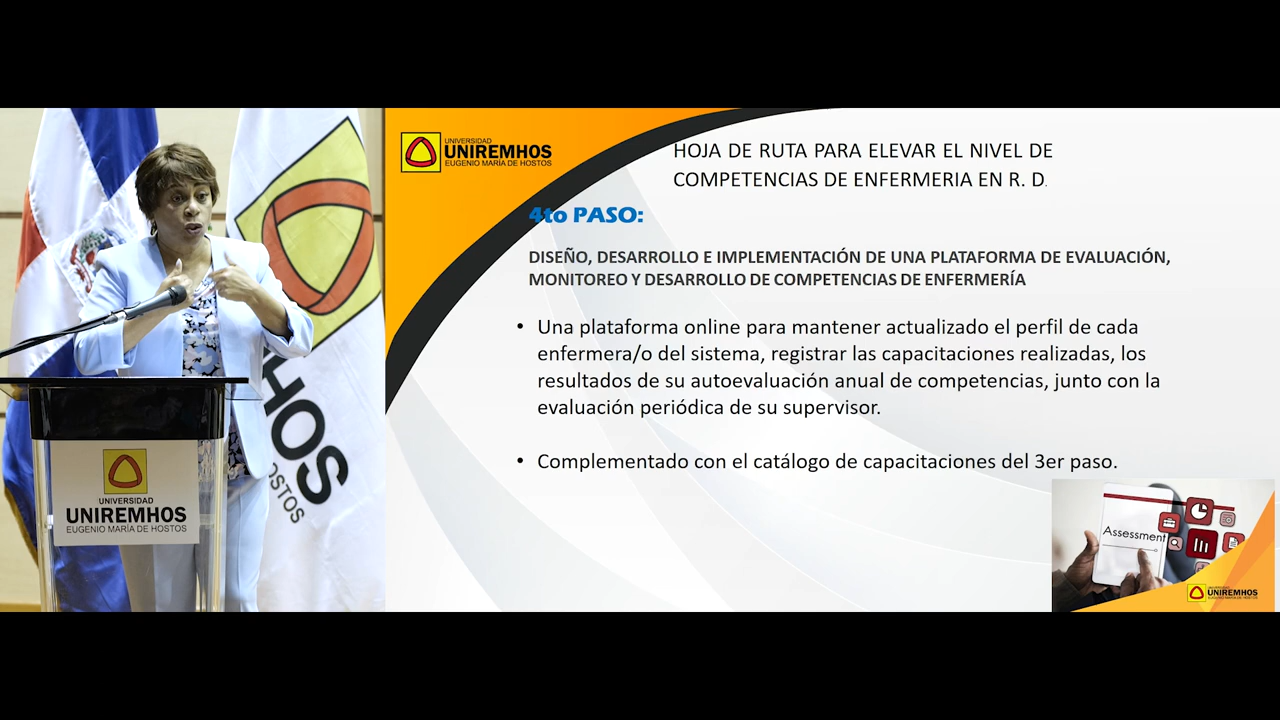 UNIVERSIDAD
UNIREMHOS
EUGENIO MARÍA DE HOSTOS
HOJA DE RUTA PARA ELEVAR EL NIVEL DE
COMPETENCIAS DE ENFERMERIA EN R. D.
4to PASO:
DISEÑO, DESARROLLO E IMPLEMENTACIÓN DE UNA PLATAFORMA DE EVALUACIÓN,
MONITOREO Y DESARROLLO DE COMPETENCIAS DE ENFERMERÍA
• Una plataforma online para mantener actualizado el perfil de cada
enfermera/o del sistema, registrar las capacitaciones realizadas, los
resultados de su autoevaluación anual de competencias, junto con la
evaluación periódica de su supervisor.
• Complementado con el catálogo de capacitaciones del 3er paso.
Assessment
UNIREMHOS
EUGENIO MARÍA DE HOSTOS
HOS
HOSTOS
UNIVERSIDAD
UNIREMHOS
EUGENIO MARÍA DE HOSTOS